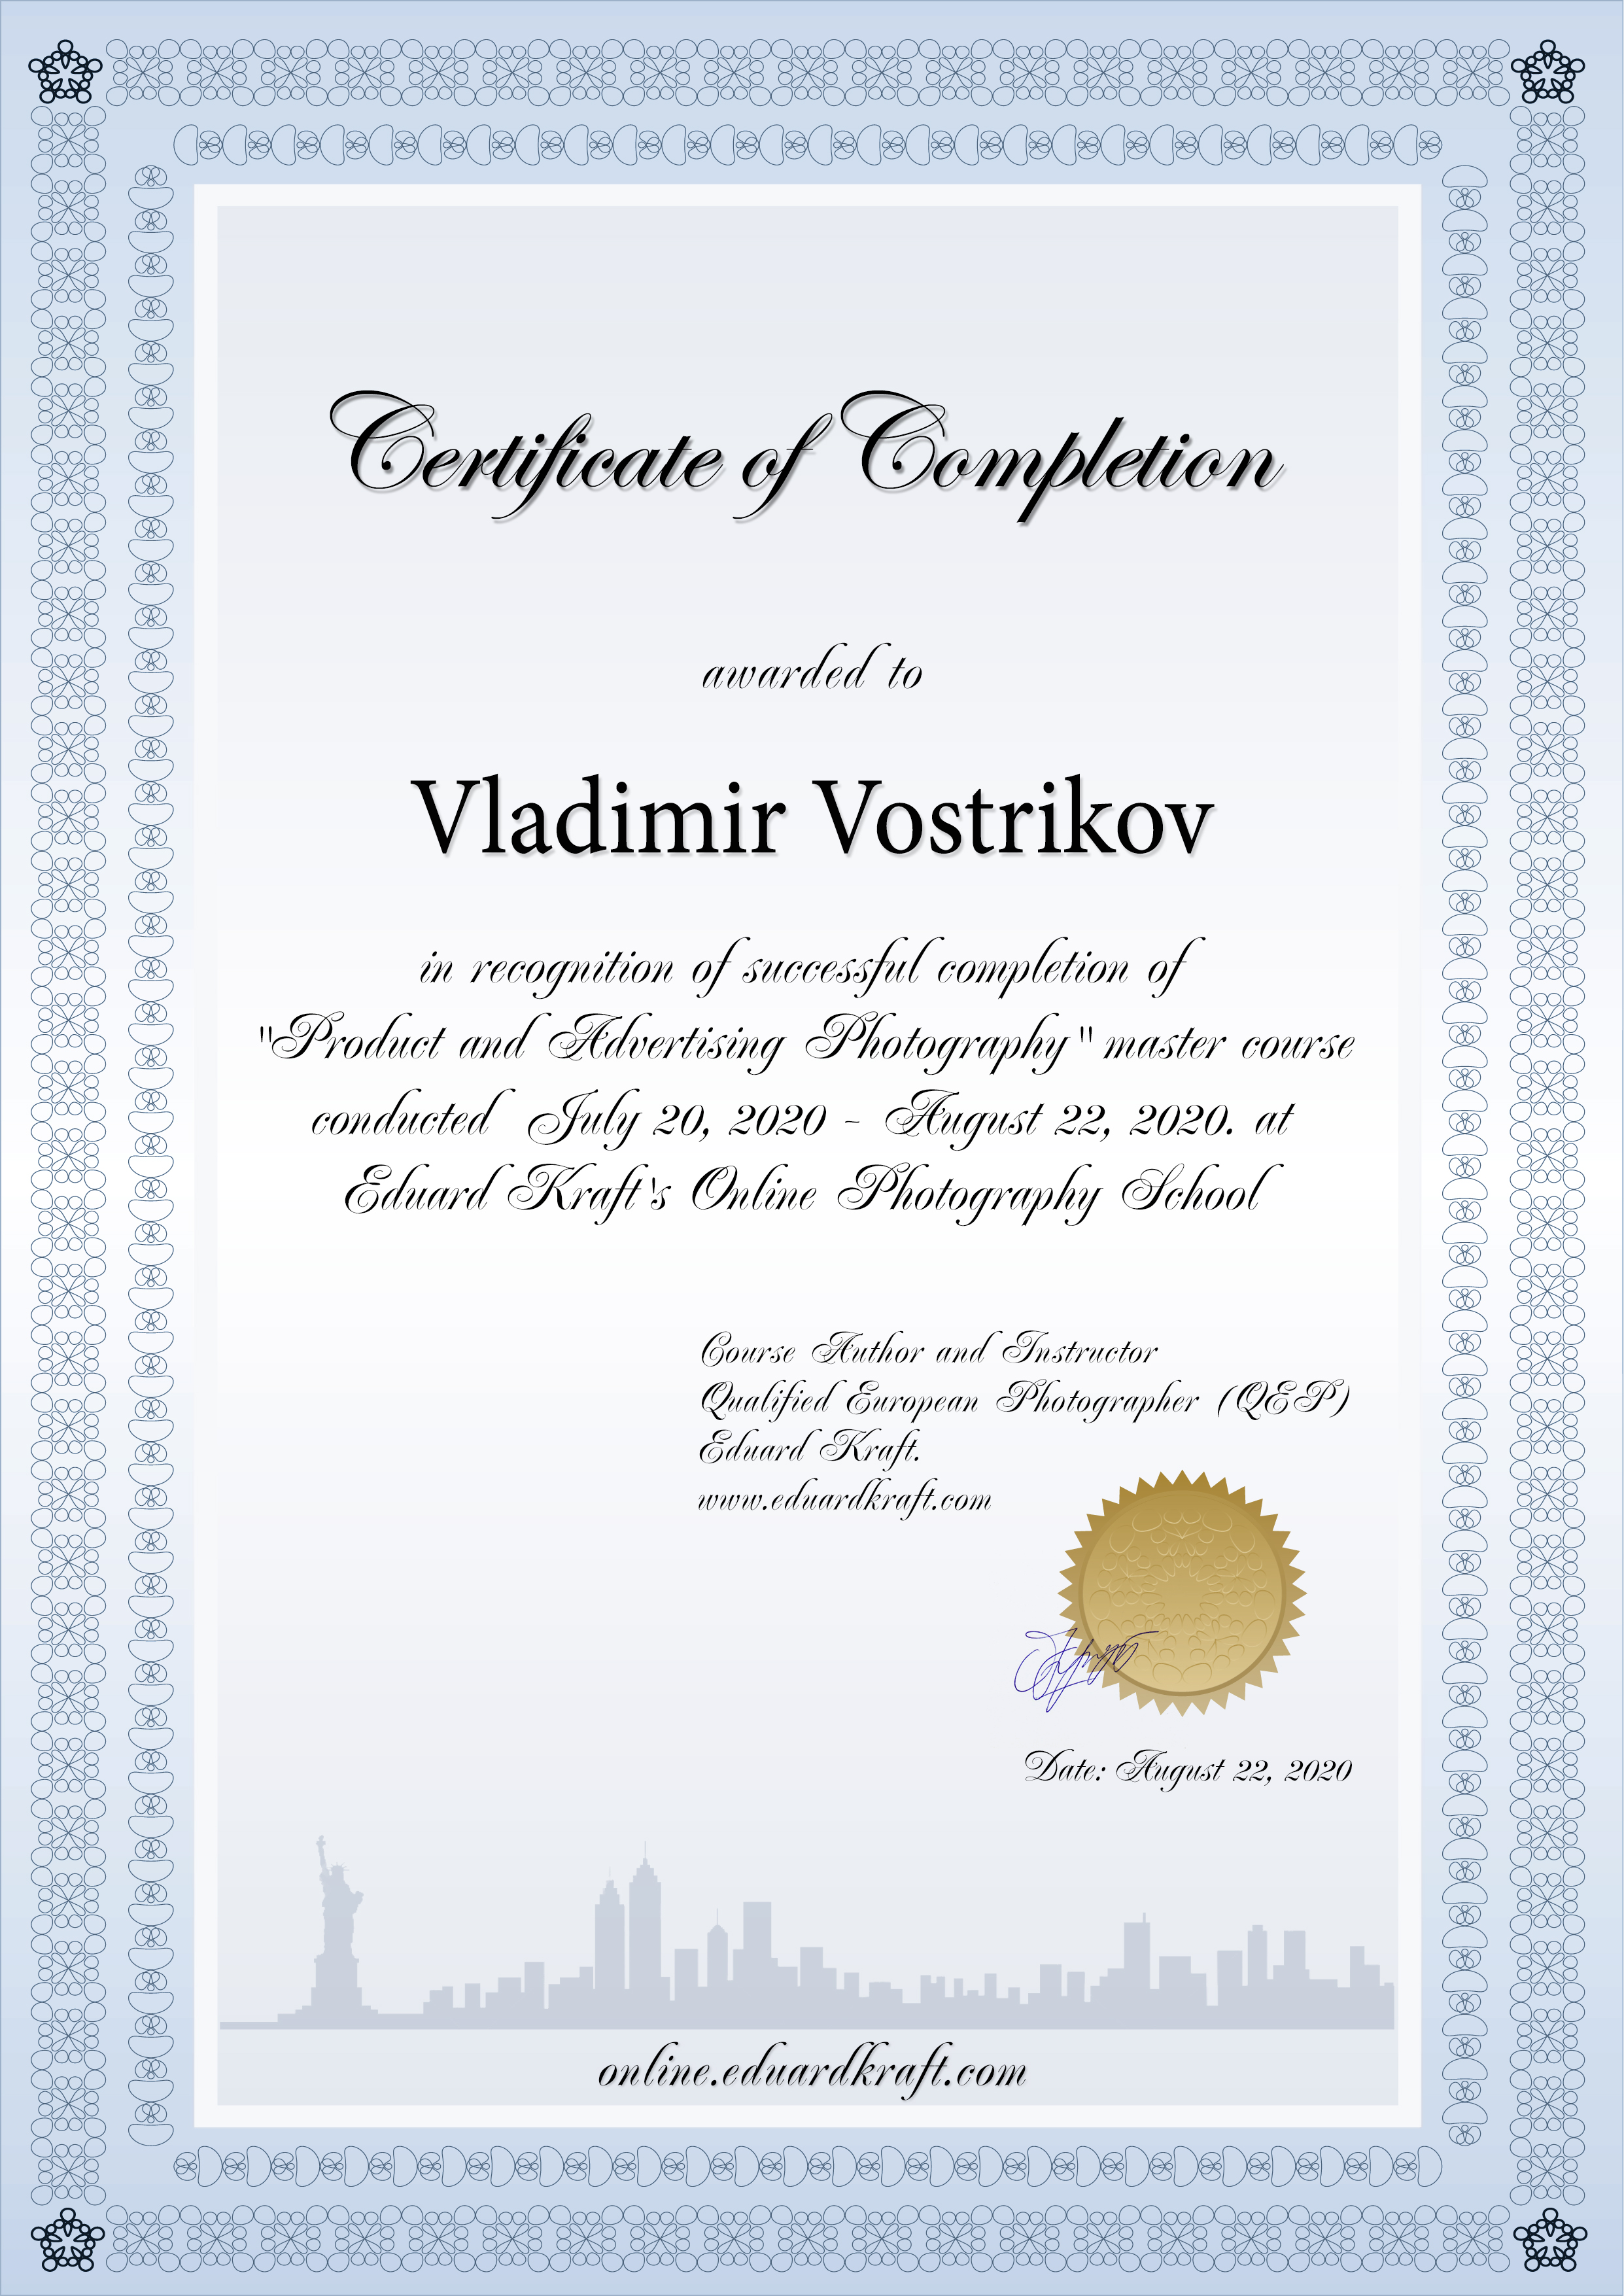 Certificate of Completion
awarded to
Vladimir Vostrikov
in recognition of successful completion of
"Product and Advertising Photography" master course
conducted July 20, 2020 - August 22, 2020. at
Eduard Kraft's Online Photography School
Course Author and Instructor
Qualified European Photographer (QEP)
Eduard Kraft.
www.eduardkraft.com
Date: August 22, 2020
online.eduardkraft.com